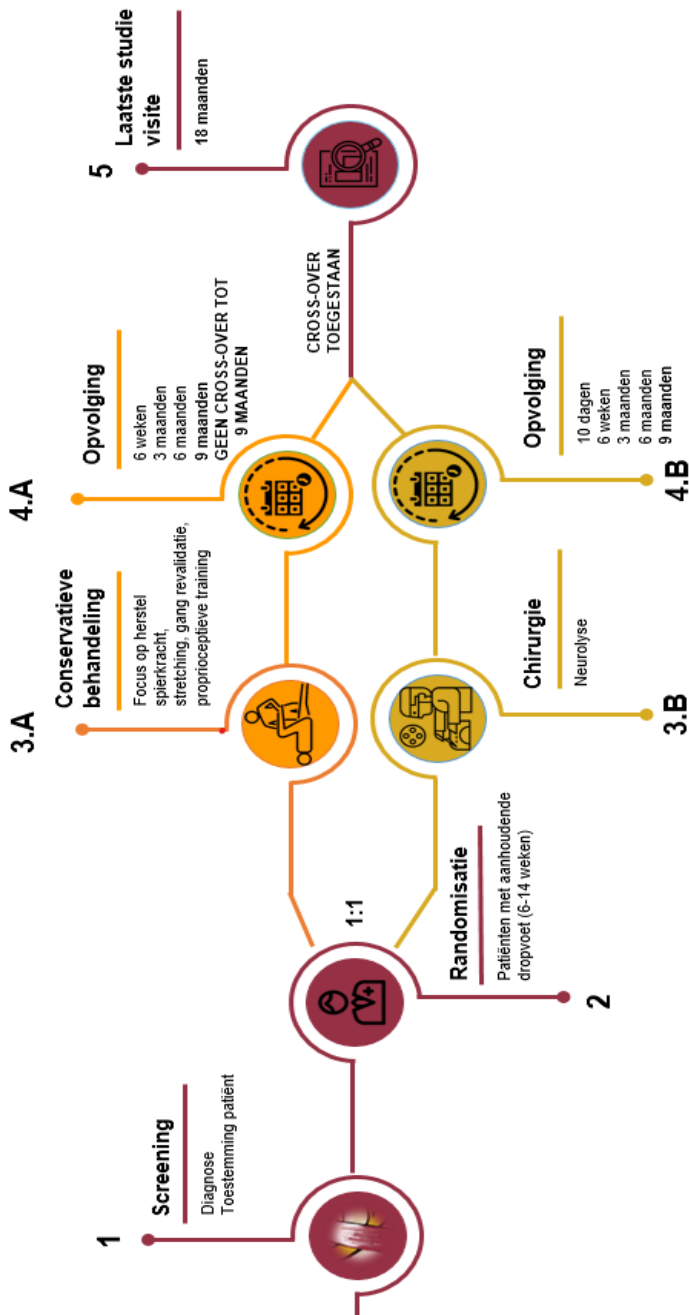 1
Screening
Diagnose
Toestemming patiënt
2
Randomisatie
Patiënten met aanhoudende
dropvoet (6-14 weken)
1:1
3.A
Conservatieve
behandeling
Focus op herstel
spierkracht,
stretching, gang revalidatie,
proprioceptieve training
3.B
Chirurgie
Neurolyse
4.A
Opvolging
6 weken
3 maanden
6 maanden
9 maanden
GEEN CROSS-OVER TOT
9 MAANDEN
4.B
Opvolging
10 dagen
6 weken
3 maanden
6 maanden
9 maanden
CROSS-OVER
TOEGESTAAN
5
Laatste studie
visite
18 maanden